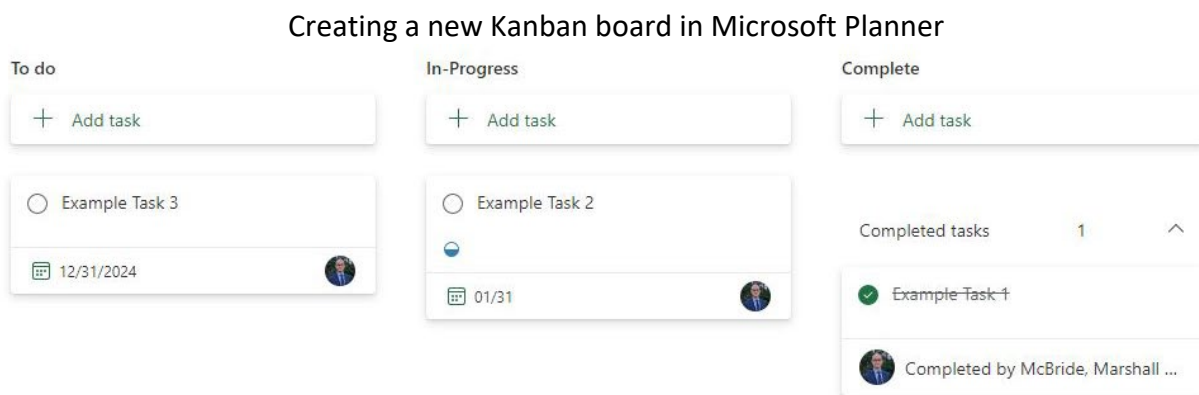 Creating a new Kanban board in Microsoft Planner
To do
Add task
Example Task 3
12/31/2024
In-Progress
Add task
Example Task 2
01/31
Complete
Add task
Completed tasks 1
Example Task 1
Completed by McBride, Marshall ...